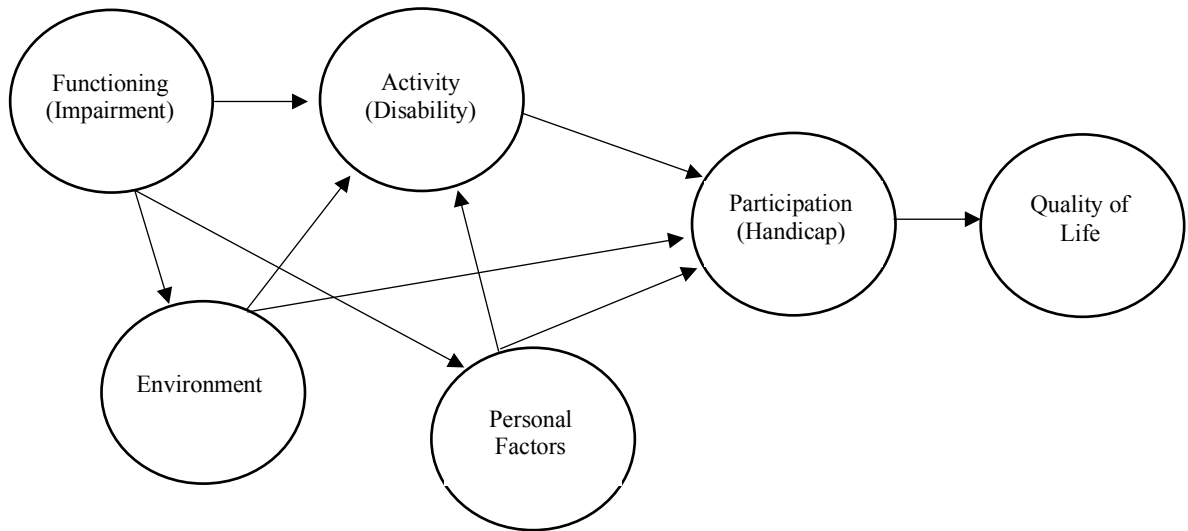 Functioning
(Impairment)
Activity
(Disability)
Participation
(Handicap)
Quality of
Life
Environment
Personal
Factors